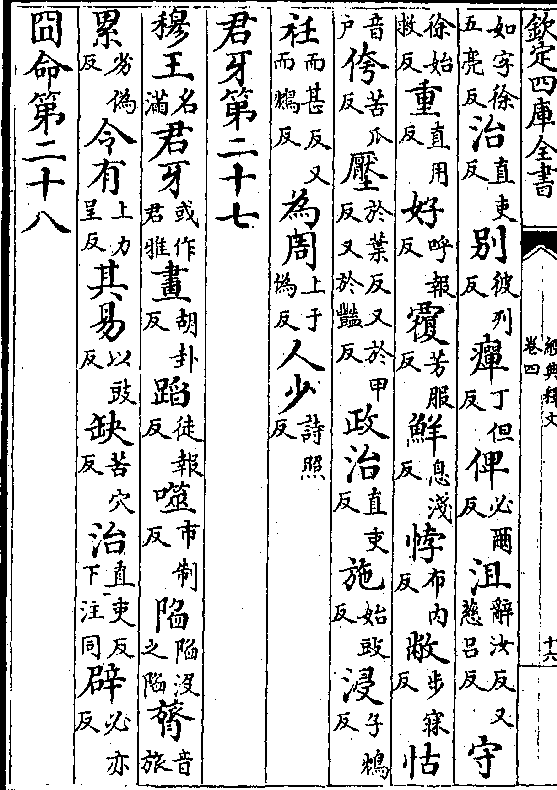 欽定四庫全書
經典釋文
卷四
十六
如字徐五亮反治直吏反别彼列反癉丁但反俾必爾反沮辭汝反又慈吕反守
徐始救反重直用反好呼報反覆芳服反鮮息淺反悖布内反敝步寐反怙
音户侉苦瓜反壓於葉反又於甲反又於豔反政治直吏反施始豉反浸子鴆
衽而甚反又而鴆反為周上于偽反人少詩照反
君牙第二十七
穆王名滿君牙或作君雅畫胡卦反蹈徒報反噬市制反陷陷没之陷膂音旅
累劣偽反令有上力呈反其易以豉反缺苦穴反治直吏反下注同辟必亦反
冏命第二十八